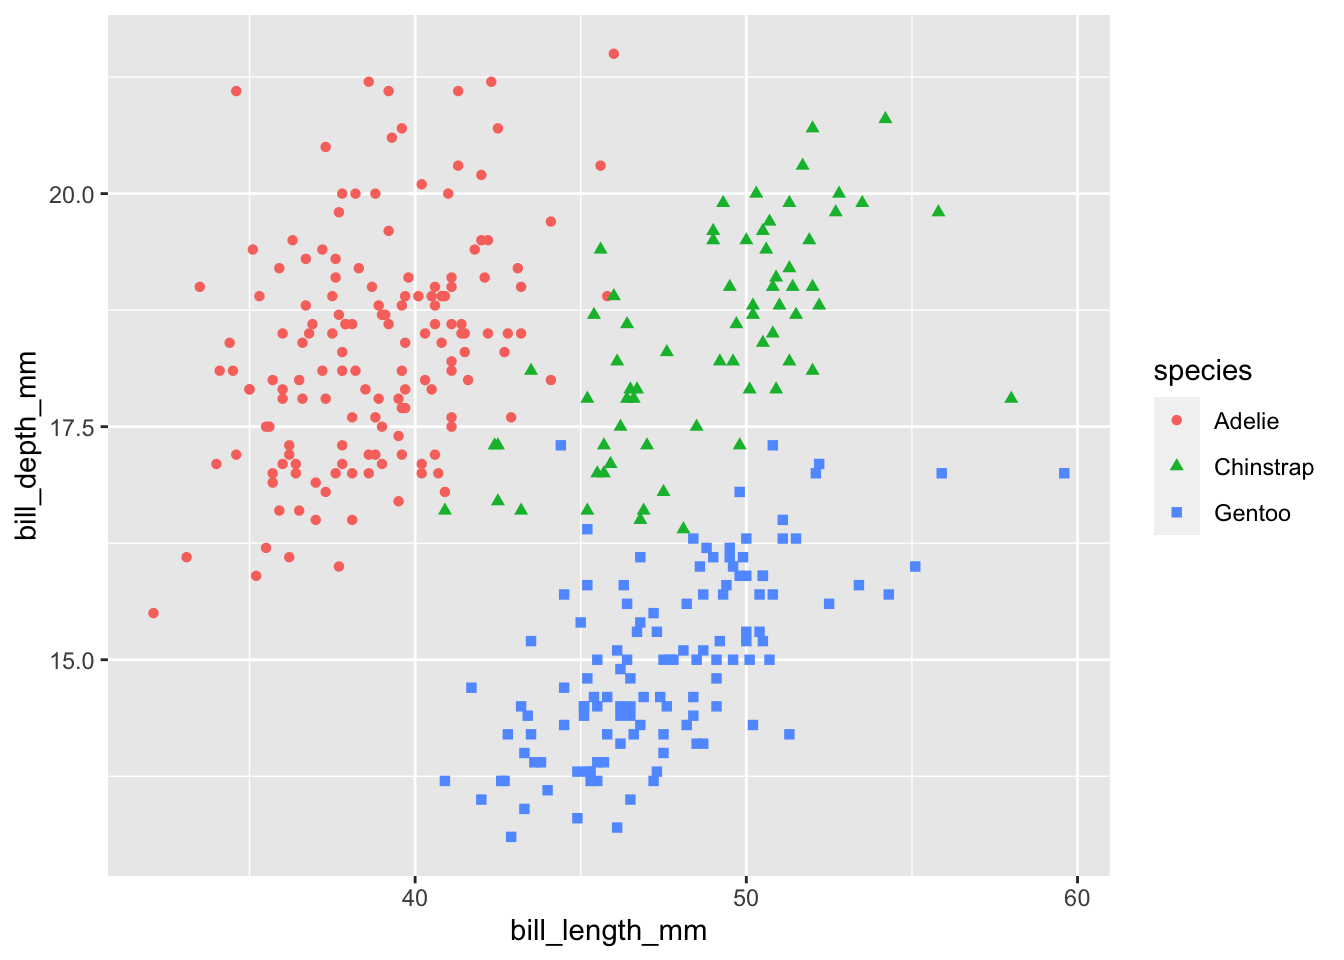 20.0
17.5
15.0
bill_depth_mm
40
50
60
bill_length_mm
species
Adelie
Chinstrap
Gentoo